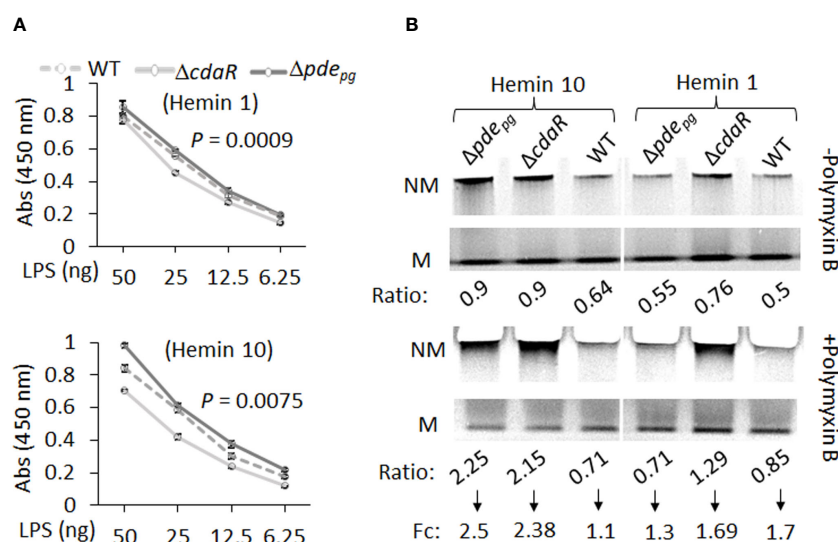 A
WT ΔcdaR Δpde_pg
(Hemin 1)
P = 0.0009
Abs (450 nm)
1
0.8
0.6
0.4
0.2
0
LPS (ng)
50 25 12.5 6.25
(Hemin 10)
P = 0.0075
Abs (450 nm)
1
0.8
0.6
0.4
0.2
0
LPS (ng)
50 25 12.5 6.25
B
Hemin 10 Hemin 1
Δpde_pg ΔcdaR WT Δpde_pg ΔcdaR WT
NM
M
-Polymyxin B
Ratio: 0.9 0.9 0.64 0.55 0.76 0.5
NM
M
+Polymyxin B
Ratio: 2.25 2.15 0.71 0.71 1.29 0.85
Fc: 2.5 2.38 1.1 1.3 1.69 1.7